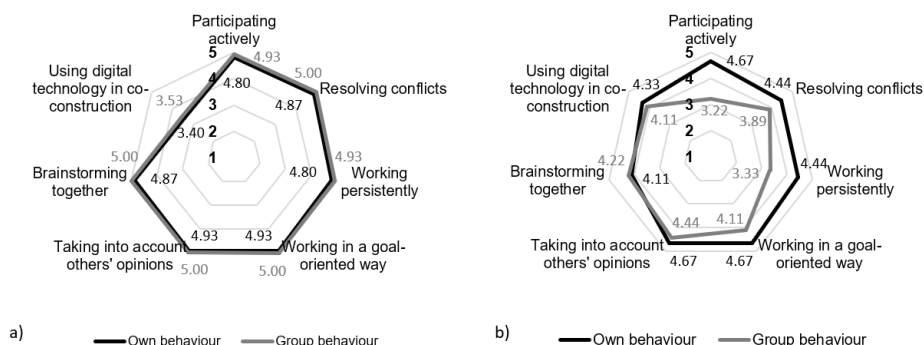 Participating
actively
5
4.93
5.00
4
4.80
Using digital
technology in co-
construction
Resolving conflicts
3.53
3
4.87
3.40
2
5.00
1
4.93
Brainstorming
together
4.87
4.80
Working
persistently
4.93
4.93
Taking into account
others' opinions
Working in a goal-
oriented way
5.00
5.00
a)
Own behaviour
Group behaviour
Participating
actively
5
4.67
4.44
4
4.33
Using digital
technology in co-
construction
Resolving conflicts
3
3.22
4.11
3.89
2
4.22
1
4.44
Brainstorming
together
4.11
3.33
Working
persistently
4.44
4.11
Taking into account
others' opinions
Working in a goal-
oriented way
4.67
4.67
b)
Own behaviour
Group behaviour